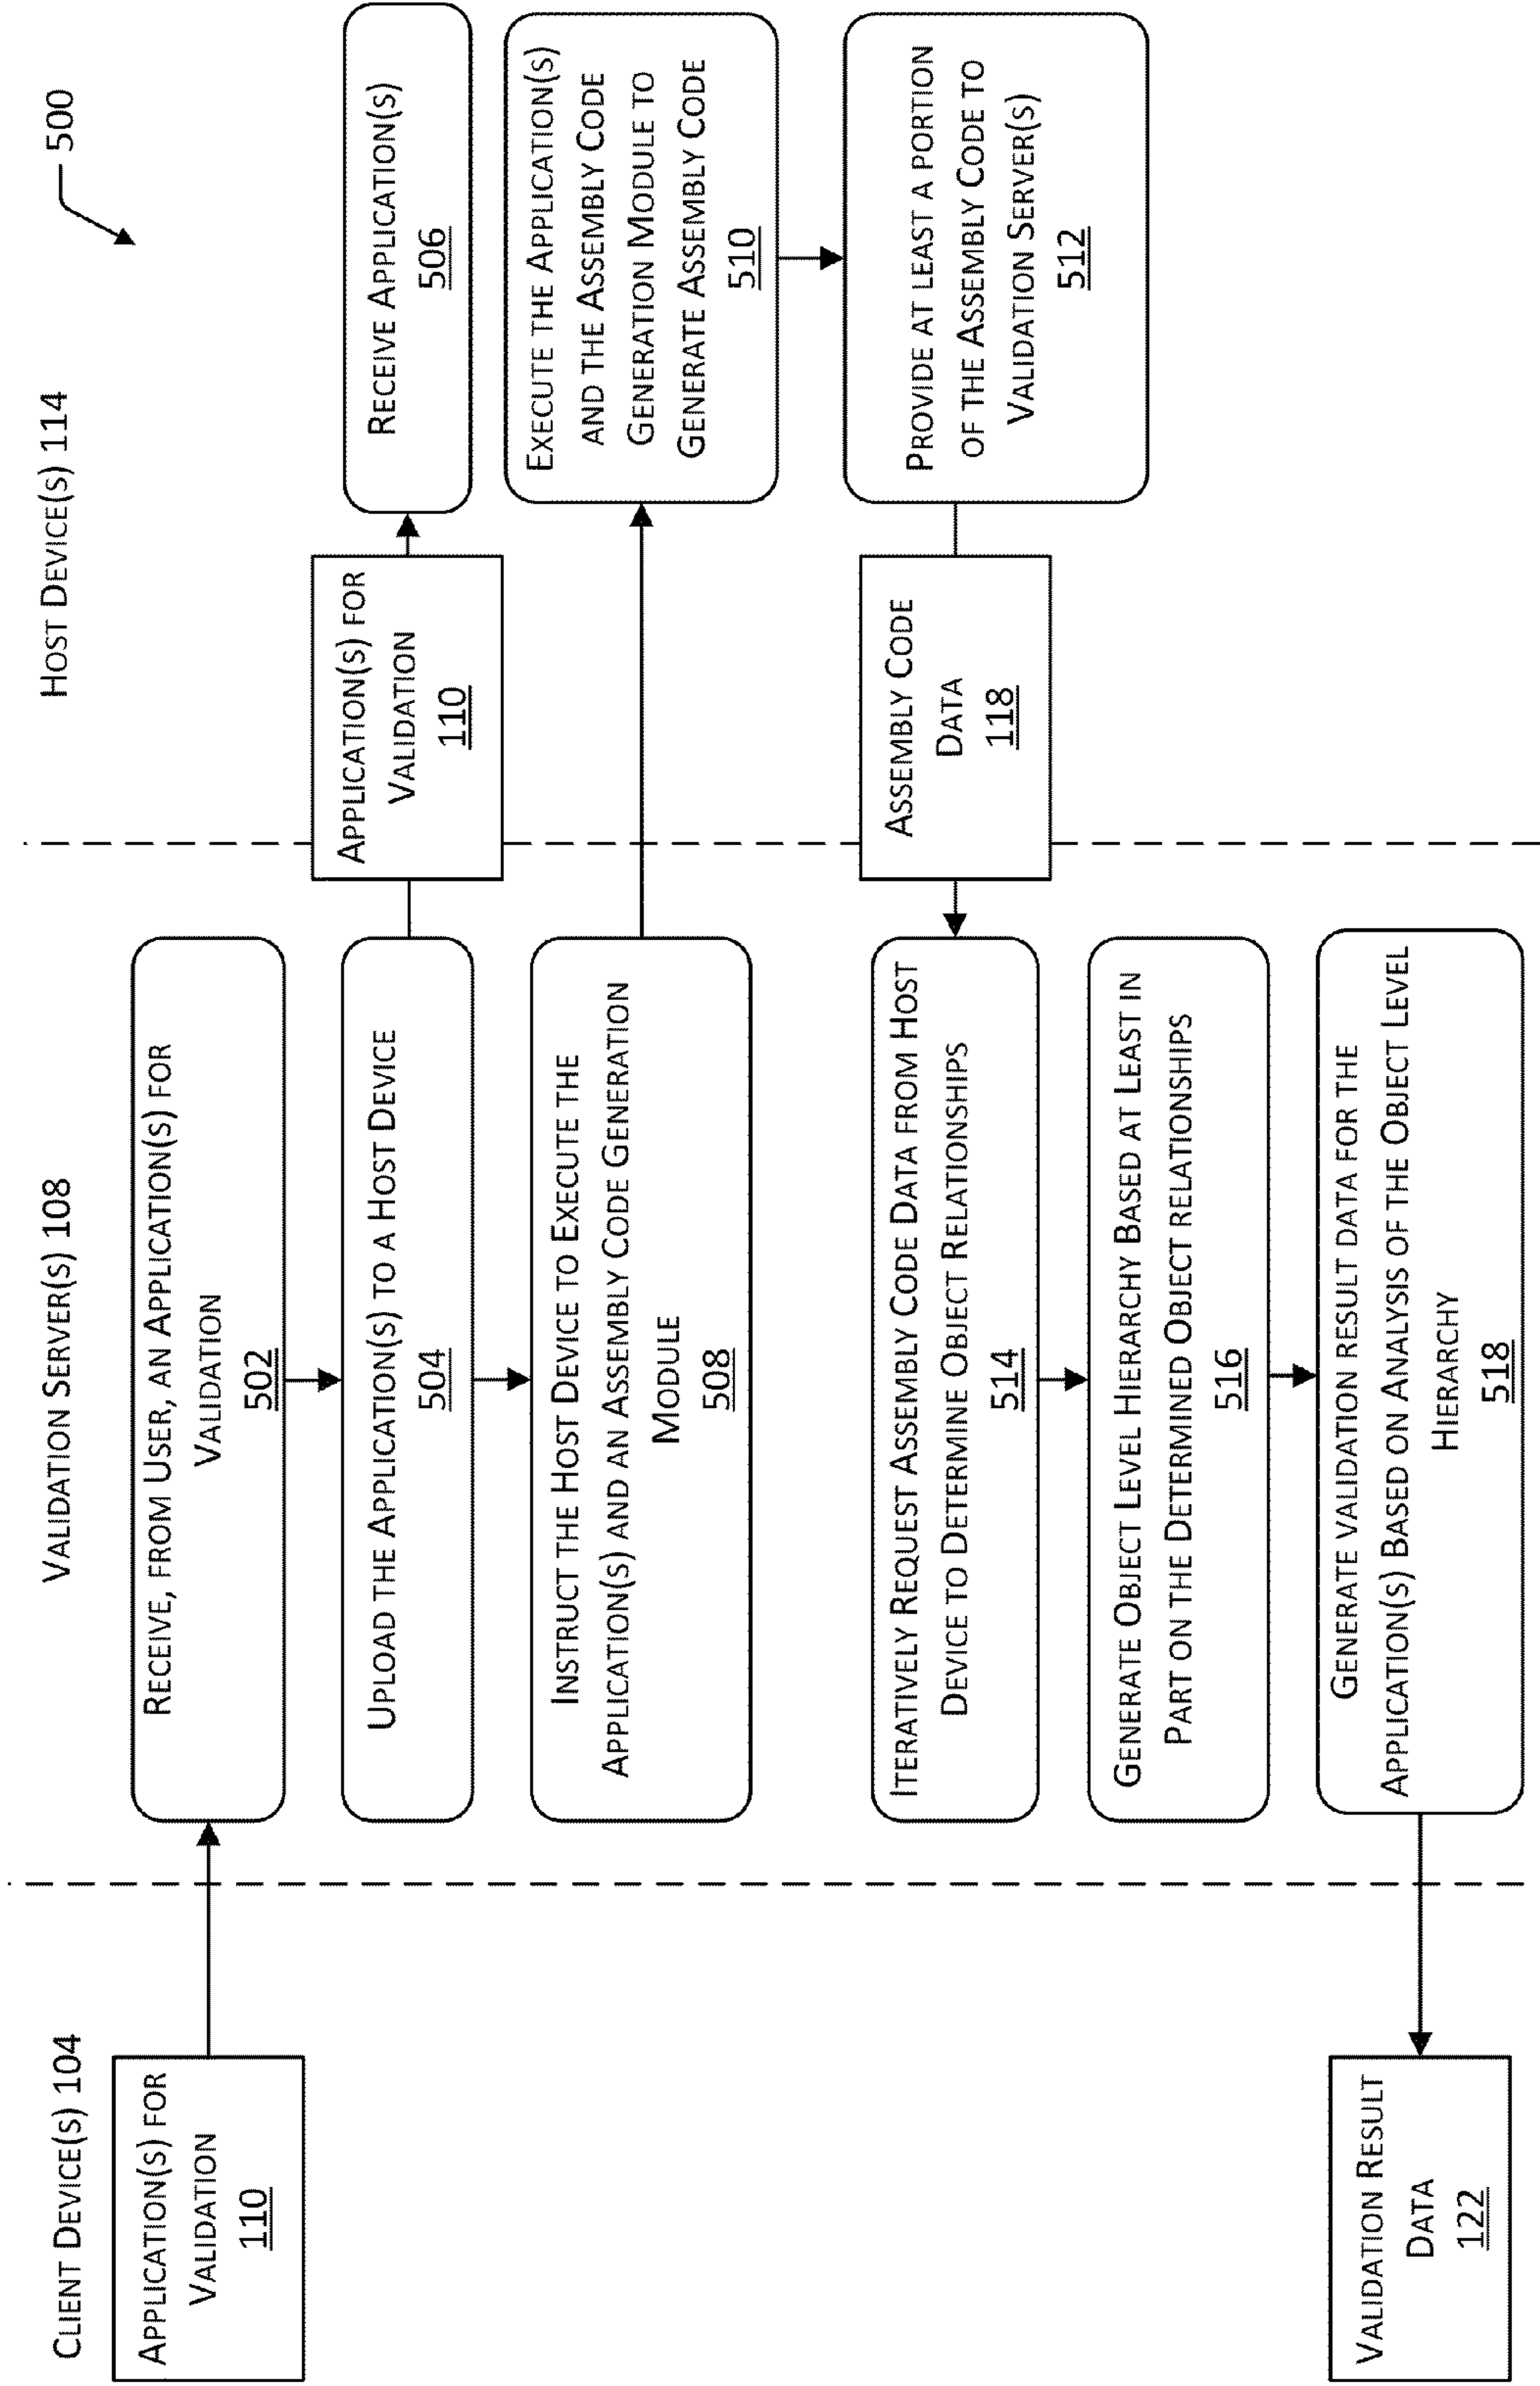 CLIENT DEVICE(S) 104
VALIDATION SERVER(S) 108
HOST DEVICE(S) 114
500
APPLICATION(S) FOR
VALIDATION
110
RECEIVE, FROM USER, AN APPLICATION(S) FOR
VALIDATION
502
UPLOAD THE APPLICATION(S) TO A HOST DEVICE
504
APPLICATION(S) FOR
VALIDATION
110
RECEIVE APPLICATION(S)
506
INSTRUCT THE HOST DEVICE TO EXECUTE THE
APPLICATION(S) AND AN ASSEMBLY CODE GENERATION
MODULE
508
EXECUTE THE APPLICATION(S)
AND THE ASSEMBLY CODE
GENERATION MODULE TO
GENERATE ASSEMBLY CODE
510
PROVIDE AT LEAST A PORTION
OF THE ASSEMBLY CODE TO
VALIDATION SERVER(S)
512
ASSEMBLY CODE
DATA
118
ITERATIVELY REQUEST ASSEMBLY CODE DATA FROM HOST
DEVICE TO DETERMINE OBJECT RELATIONSHIPS
514
GENERATE OBJECT LEVEL HIERARCHY BASED AT LEAST IN
PART ON THE DETERMINED OBJECT RELATIONSHIPS
516
GENERATE VALIDATION RESULT DATA FOR THE
APPLICATION(S) BASED ON ANALYSIS OF THE OBJECT LEVEL
HIERARCHY
518
VALIDATION RESULT
DATA
122